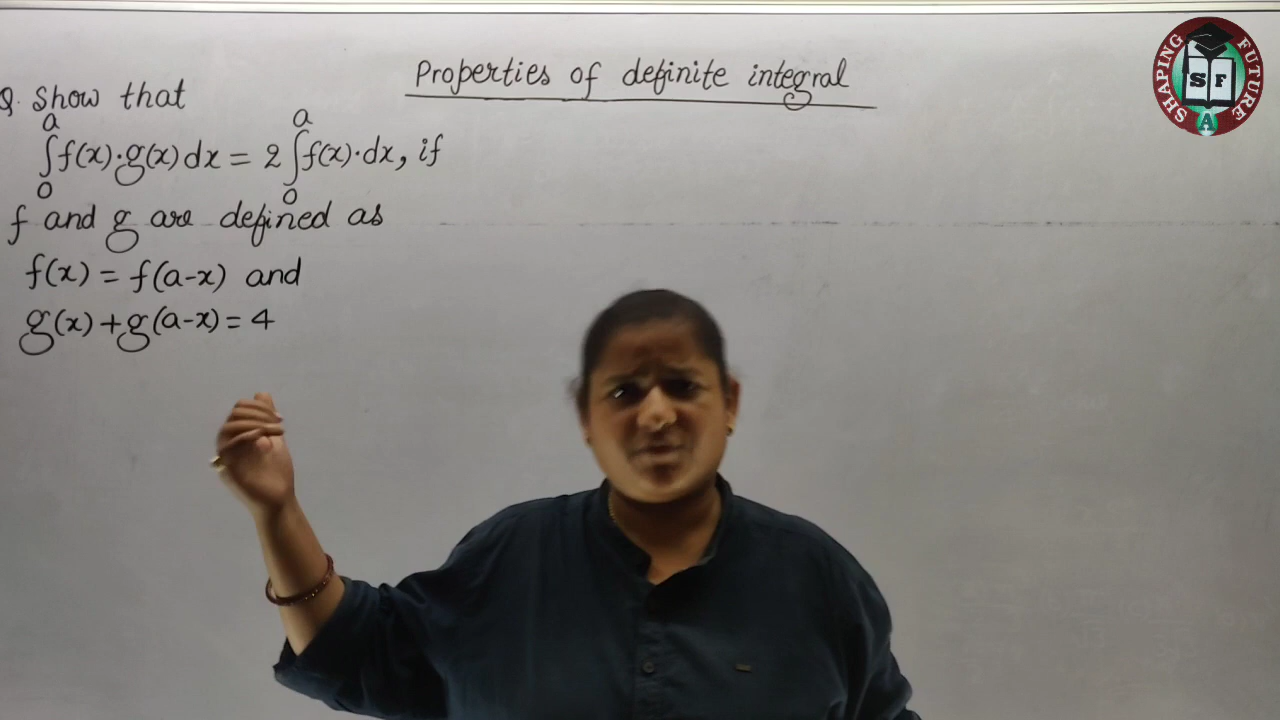 Properties of definite integral
Q. Show that
∫₀ᵃ f(x)·g(x) dx = 2 ∫₀ᵃ f(x)·dx, if
f and g are defined as
f(x) = f(a-x) and
g(x) + g(a-x) = 4
SHAPING FUTURE
S F
A